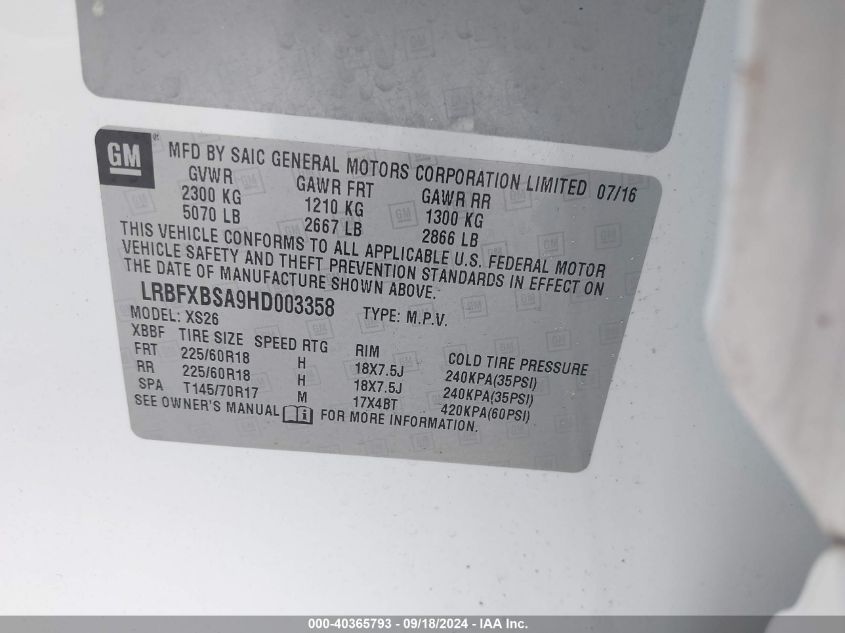 GM
MFD BY SAIC GENERAL MOTORS CORPORATION LIMITED 07/16
GVWR GAWR FRT GAWR RR
2300 KG 1210 KG 1300 KG
5070 LB 2667 LB 2866 LB
THIS VEHICLE CONFORMS TO ALL APPLICABLE U.S. FEDERAL MOTOR
VEHICLE SAFETY AND THEFT PREVENTION STANDARDS IN EFFECT ON
THE DATE OF MANUFACTURE SHOWN ABOVE.
LRBFXBSA9HD003358
MODEL: XS26 TYPE: M.P.V.
XBBF TIRE SIZE SPEED RTG RIM COLD TIRE PRESSURE
FRT 225/60R18 H 18X7.5J 240KPA(35PSI)
RR 225/60R18 H 18X7.5J 240KPA(35PSI)
SPA T145/70R17 M 17X4BT 420KPA(60PSI)
SEE OWNER'S MANUAL i FOR MORE INFORMATION.
000-40365793 - 09/18/2024 - IAA Inc.